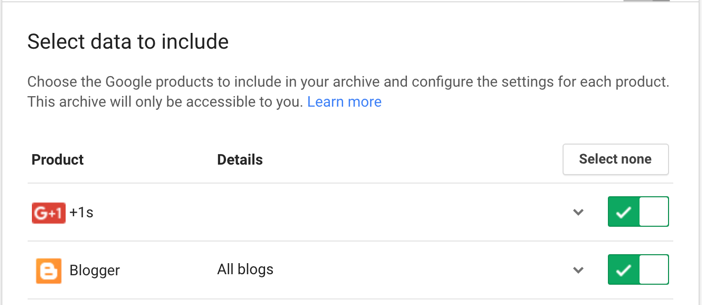 Select data to include
Choose the Google products to include in your archive and configure the settings for each product.
This archive will only be accessible to you. Learn more
Product Details Select none
G+1 +1s
Blogger All blogs